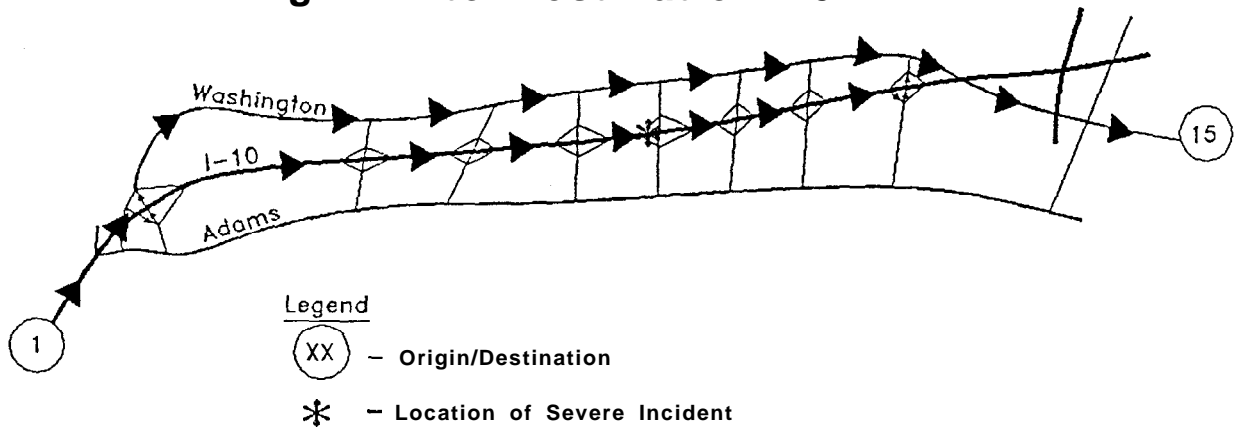 Washington
I-10
Adams
15
1
Legend
XX – Origin/Destination
– Location of Severe Incident